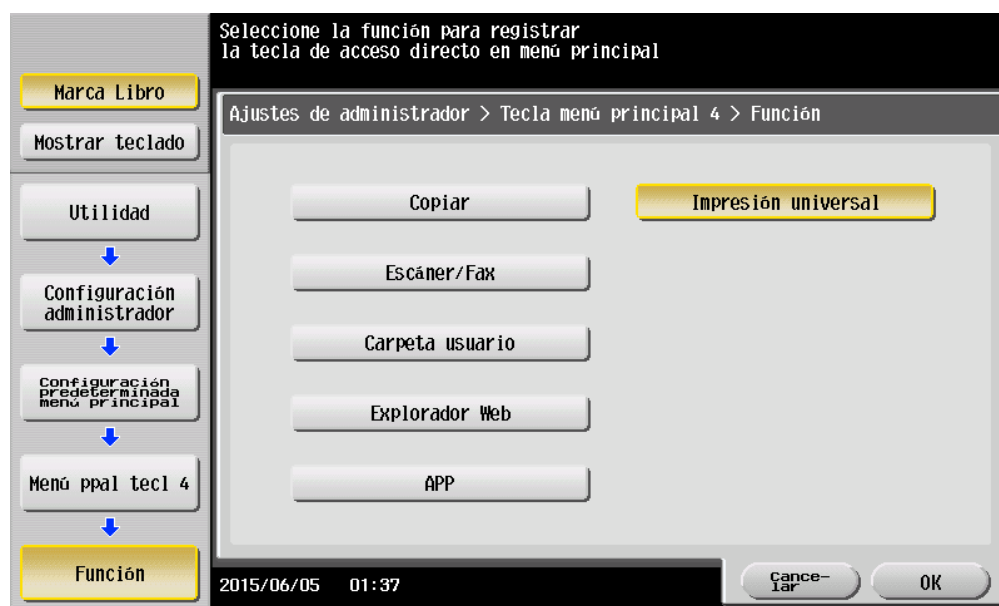 Seleccione la función para registrar
la tecla de acceso directo en menú principal
Marca Libro
Mostrar teclado
Utilidad
Configuración
administrador
Configuración
predeterminada
menú principal
Menú ppal tecl 4
Función
Ajustes de administrador > Tecla menú principal 4 > Función
Copiar
Impresión universal
Escáner/Fax
Carpeta usuario
Explorador Web
APP
2015/06/05 01:37
Cance-
lar
OK